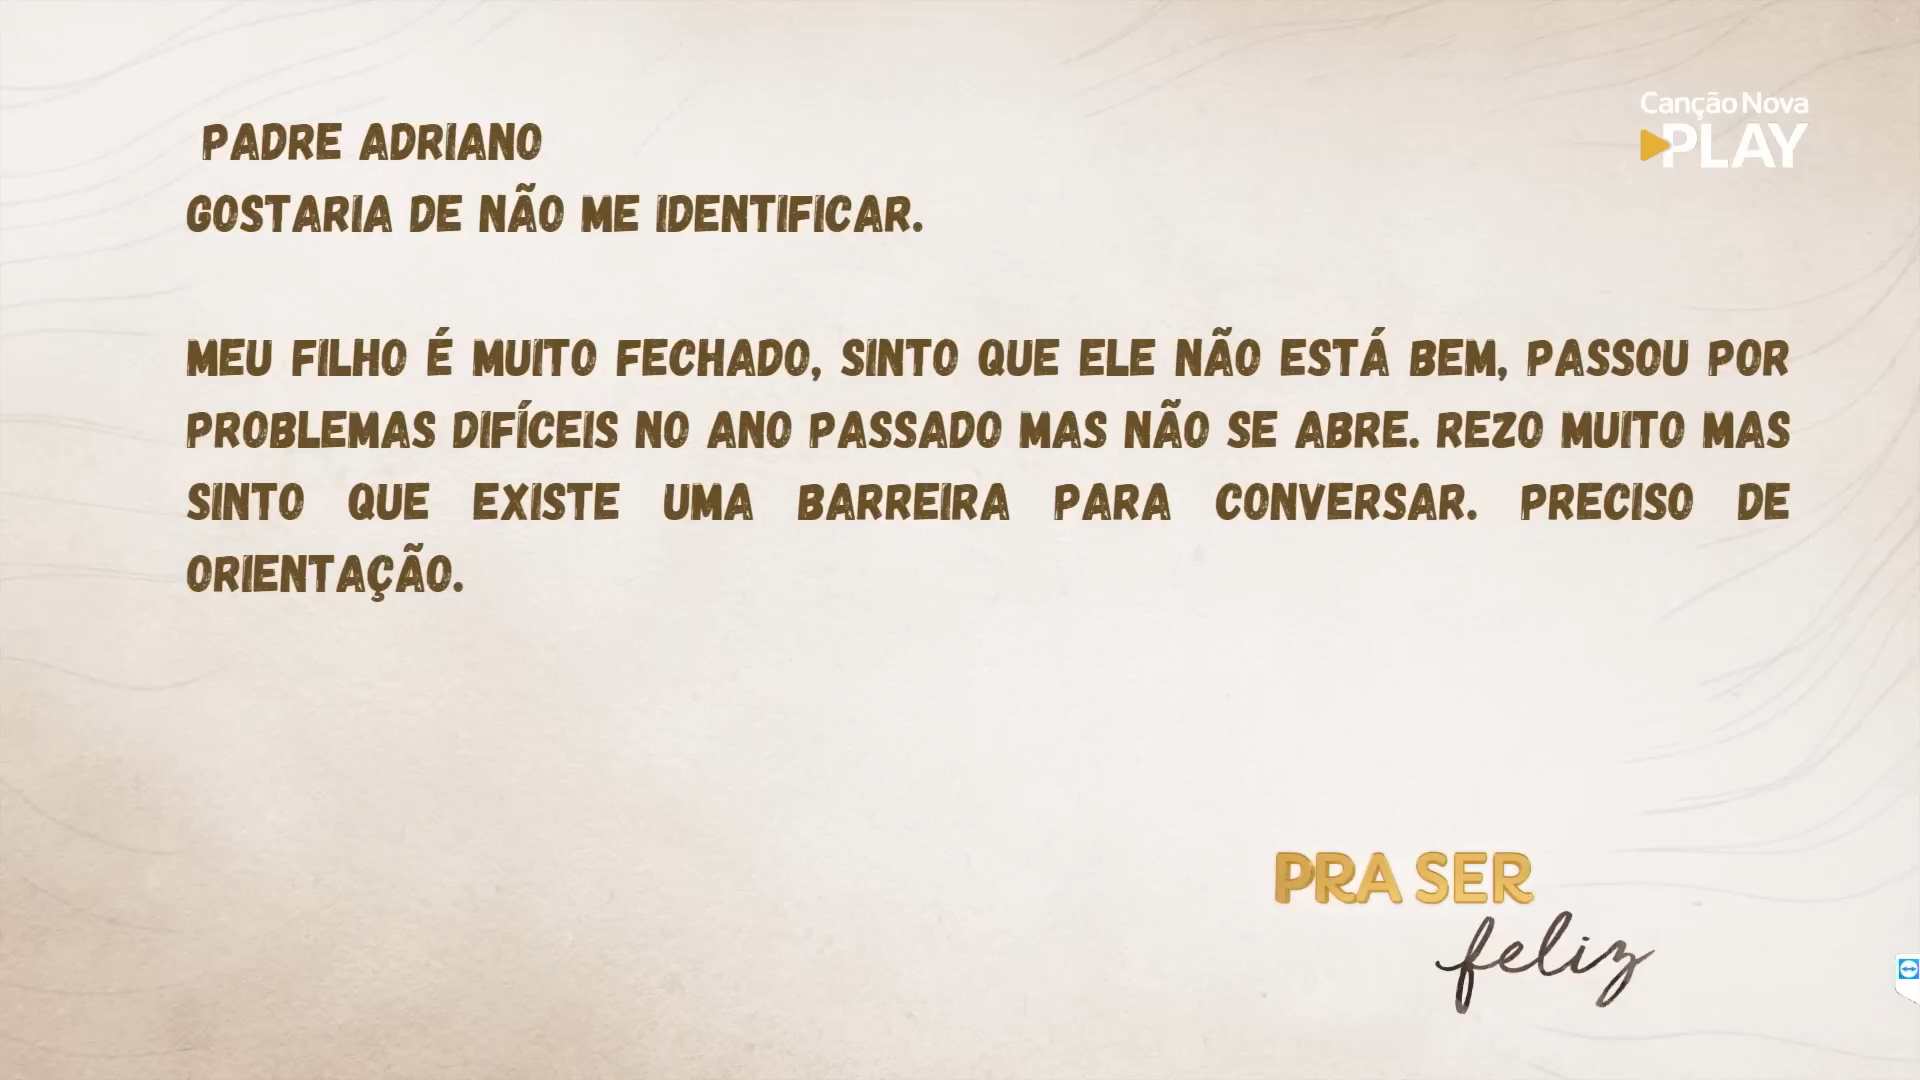 PADRE ADRIANO
GOSTARIA DE NÃO ME IDENTIFICAR.
MEU FILHO É MUITO FECHADO, SINTO QUE ELE NÃO ESTÁ BEM, PASSOU POR
PROBLEMAS DIFÍCEIS NO ANO PASSADO MAS NÃO SE ABRE. REZO MUITO MAS
SINTO QUE EXISTE UMA BARREIRA PARA CONVERSAR. PRECISO DE
ORIENTAÇÃO.
Canção Nova
PLAY
PRA SER
feliz